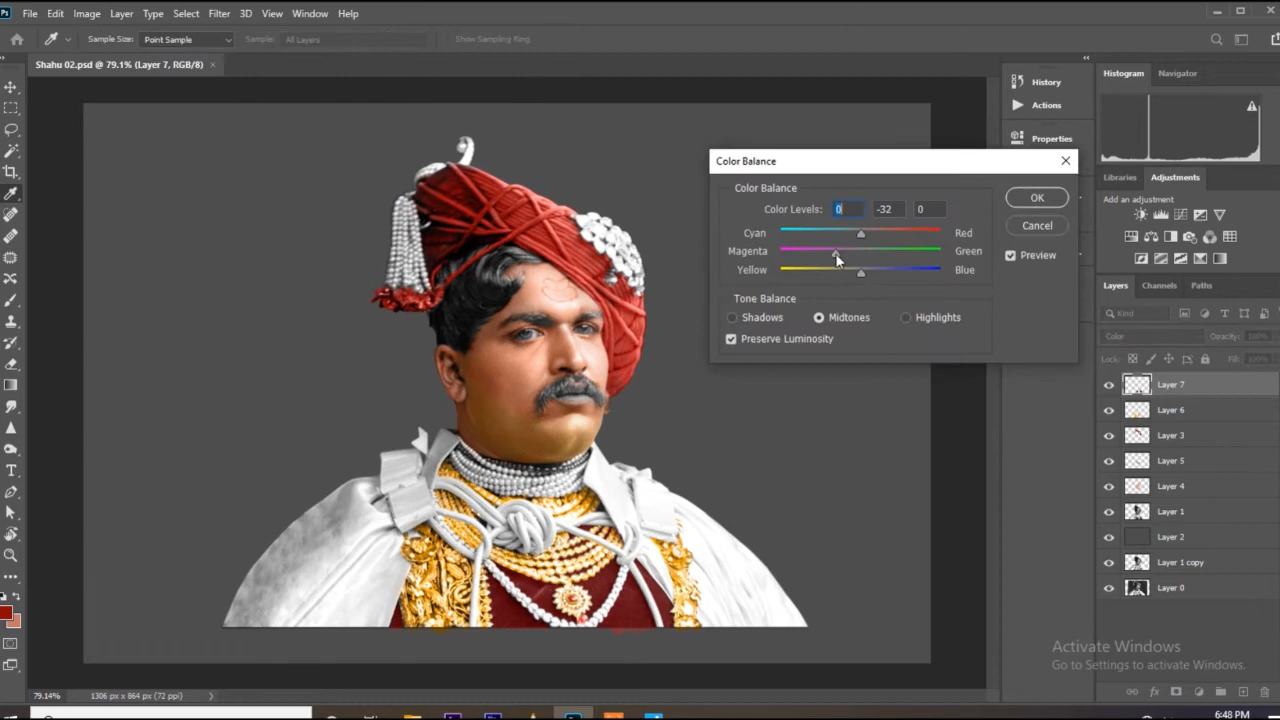 Ps File Edit Image Layer Type Select Filter 3D View Window Help
Sample Size: Point Sample Sample: All Layers Show Sampling Ring
Shahu 02.psd @ 79.1% (Layer 7, RGB/8) ×
History
Actions
Properties
Histogram Navigator
Libraries Adjustments
Add an adjustment
Layers Channels Paths
Kind
Color Opacity: 100%
Lock: Fill: 100%
Layer 7
Layer 6
Layer 3
Layer 5
Layer 4
Layer 1
Layer 2
Layer 1 copy
Layer 0
Color Balance
Color Balance
Color Levels: 0 -32 0
Cyan Red
Magenta Green
Yellow Blue
Tone Balance
Shadows Midtones Highlights
Preserve Luminosity
OK
Cancel
Preview
Activate Windows
Go to Settings to activate Windows.
79.14% 1306 px x 864 px (72 ppi)
6:48 PM